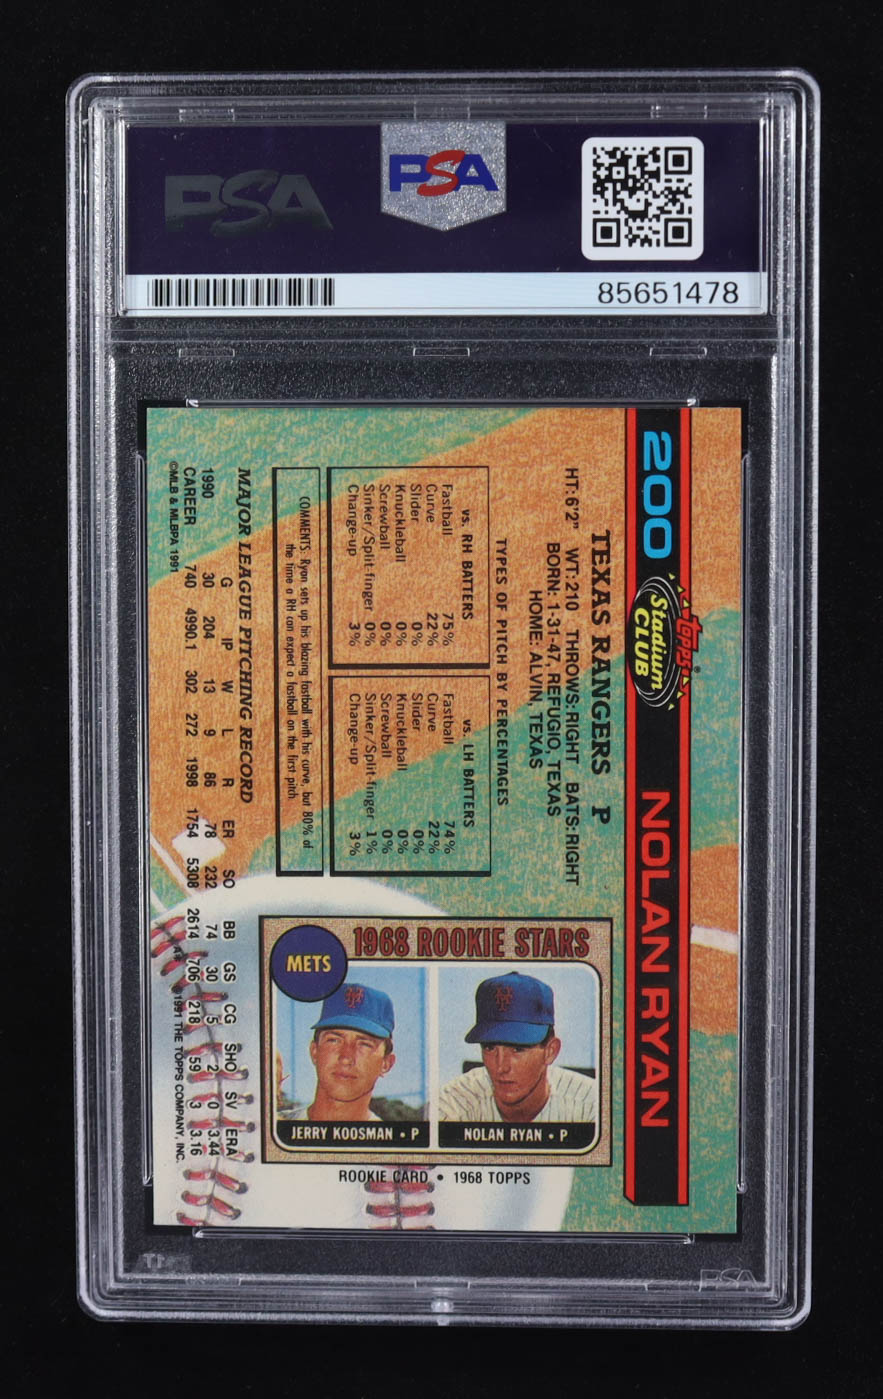 PSA
PSA
85651478
200
Topps
Stadium
CLUB
®
NOLAN RYAN
TEXAS RANGERS P
HT: 6'2" WT: 210 THROWS: RIGHT BATS: RIGHT
BORN: 1-31-47, REFUGIO, TEXAS
HOME: ALVIN, TEXAS
TYPES OF PITCH BY PERCENTAGES
vs. RH BATTERS
Fastball 75%
Curve 22%
Slider 0%
Knuckleball 0%
Screwball 0%
Sinker/Split-finger 0%
Change-up 3%
vs. LH BATTERS
Fastball 74%
Curve 22%
Slider 0%
Knuckleball 0%
Screwball 0%
Sinker/Split-finger 1%
Change-up 3%
COMMENTS: Ryan sets up his blazing fastball with his curve, but 80% of
the time a RH can expect a fastball on the first pitch.
MAJOR LEAGUE PITCHING RECORD
G IP W L R ER SO BB GS CG SHO SV ERA
1990 30 204 13 9 86 78 232 74 30 5 2 0 3.44
CAREER 740 4990.1 302 272 1998 1754 5308 2614 706 218 59 3 3.16
©MLB & MLBPA 1991
©1991 THE TOPPS COMPANY, INC.
1968 ROOKIE STARS
METS
NOLAN RYAN • P
JERRY KOOSMAN • P
ROOKIE CARD • 1968 TOPPS
PSA